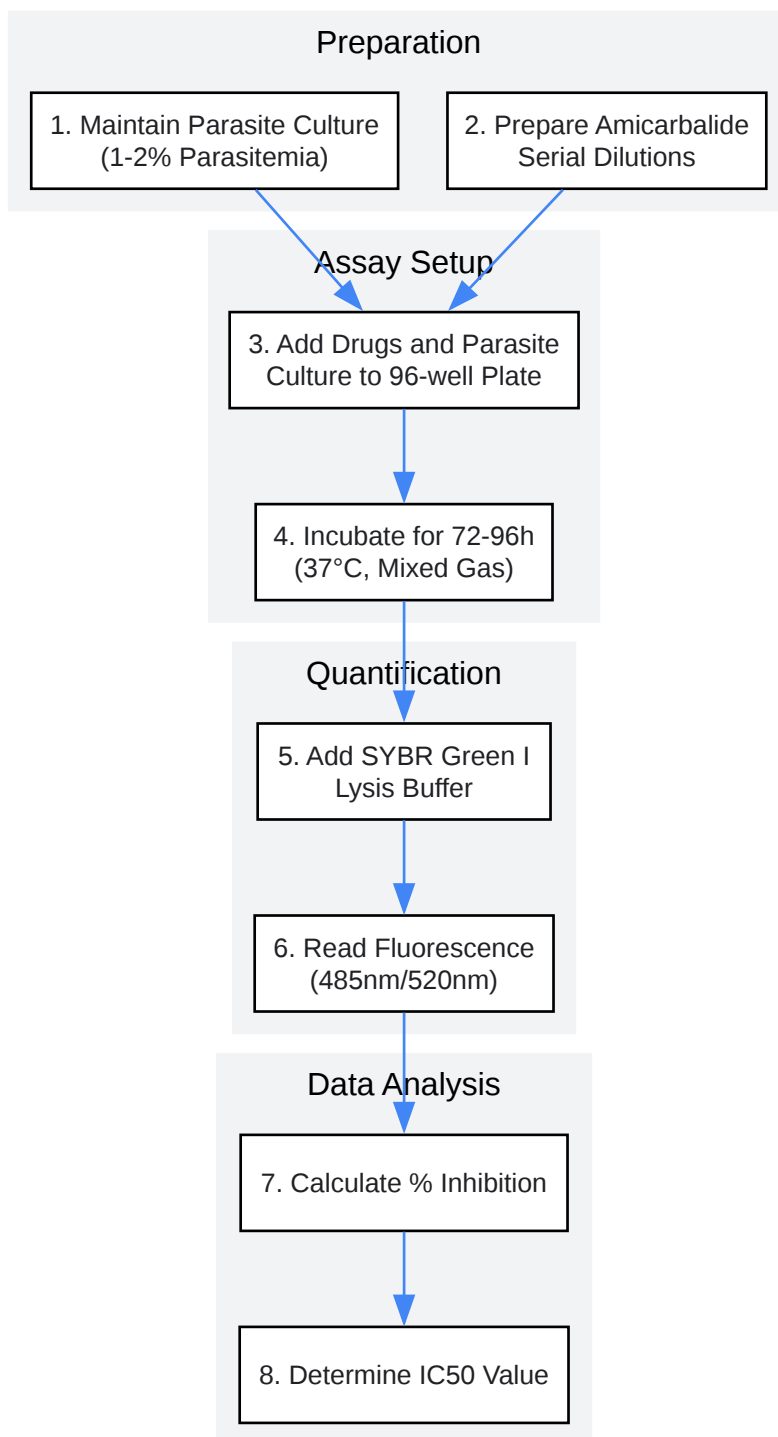 Preparation
1. Maintain Parasite Culture
(1-2% Parasitemia)
2. Prepare Amicarbalide
Serial Dilutions
Assay Setup
3. Add Drugs and Parasite
Culture to 96-well Plate
4. Incubate for 72-96h
(37°C, Mixed Gas)
Quantification
5. Add SYBR Green I
Lysis Buffer
6. Read Fluorescence
(485nm/520nm)
Data Analysis
7. Calculate % Inhibition
8. Determine IC50 Value